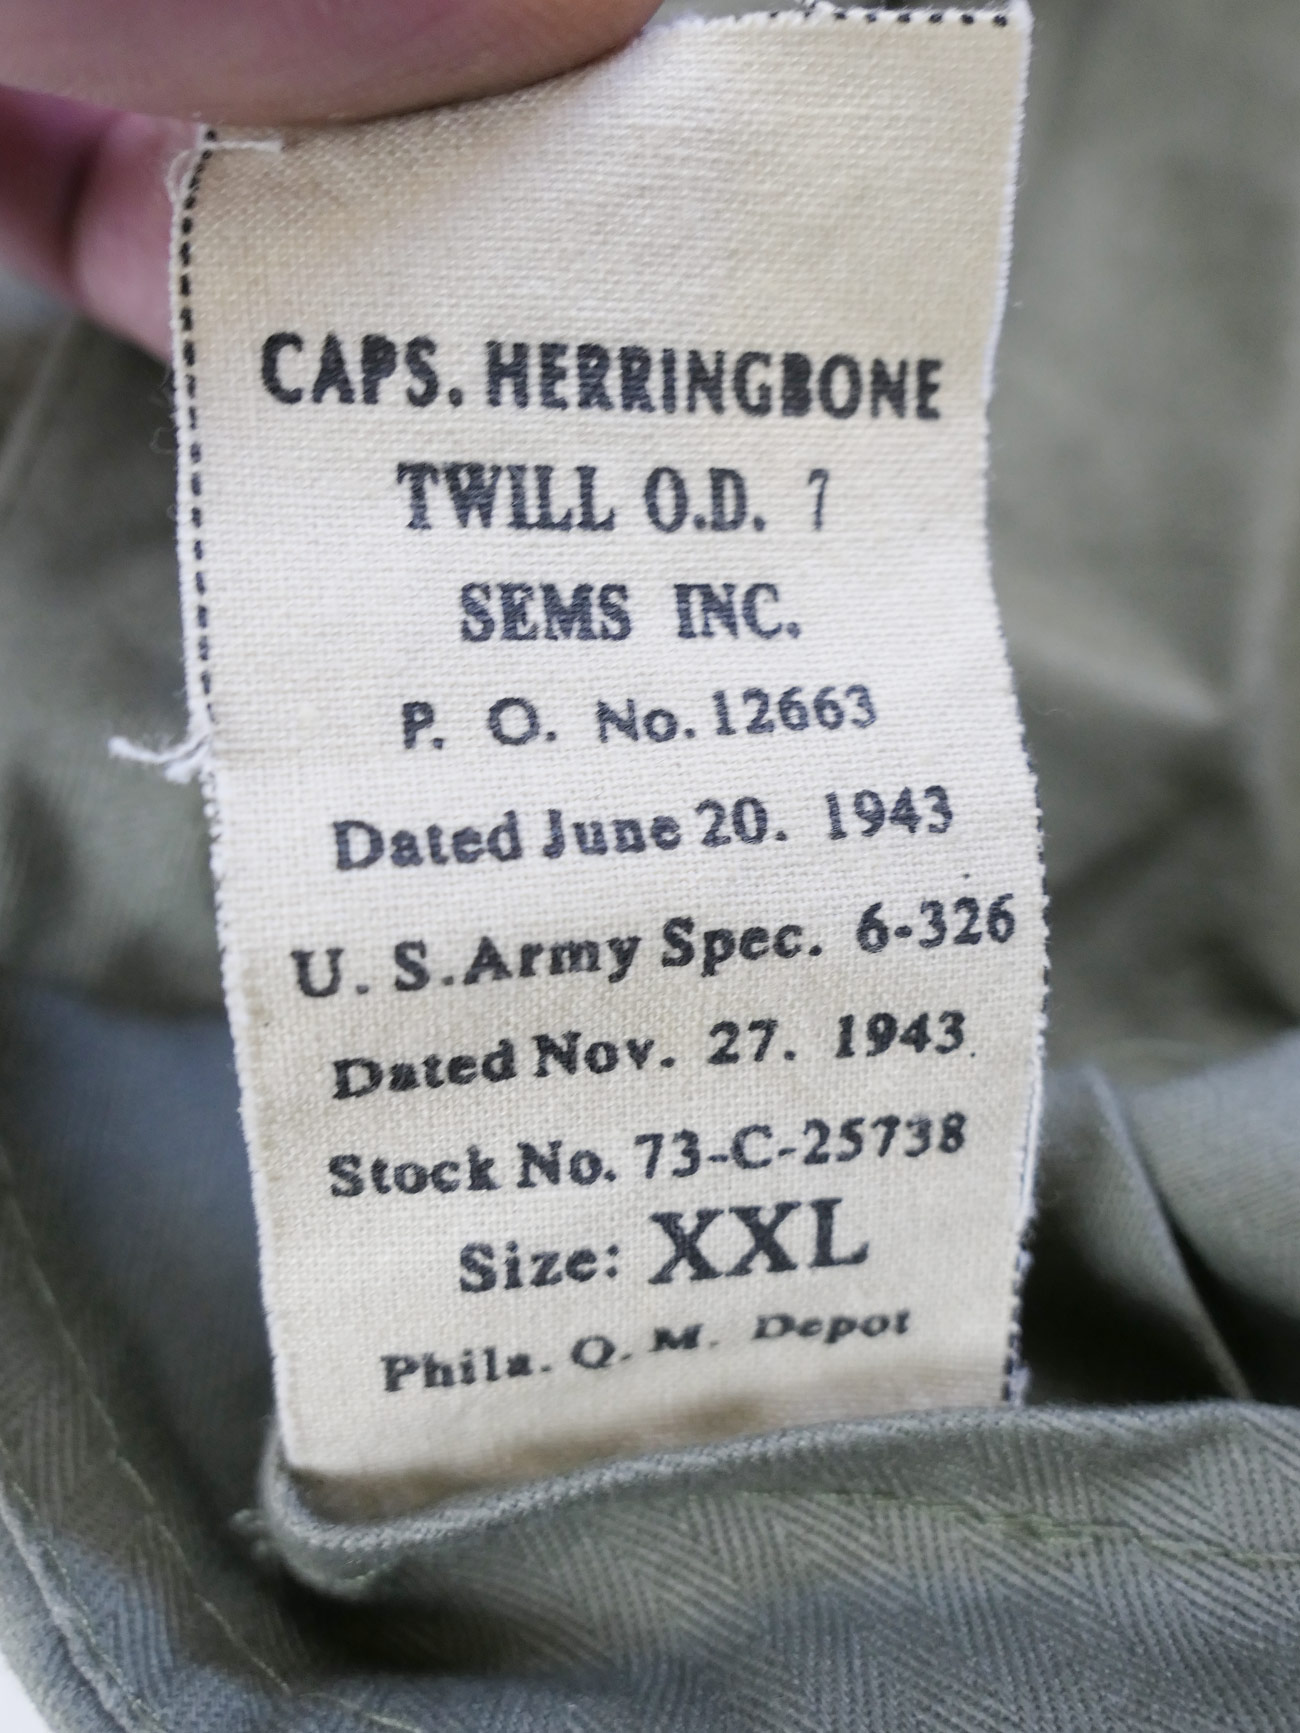 CAPS. HERRINGBONE
TWILL O.D. 7
SEMS INC.
P. O. No. 12663
Dated June 20. 1943
U. S. Army Spec. 6-326
Dated Nov. 27. 1943.
Stock No. 73-C-25738
Size: XXL
Phila. Q. M. Depot